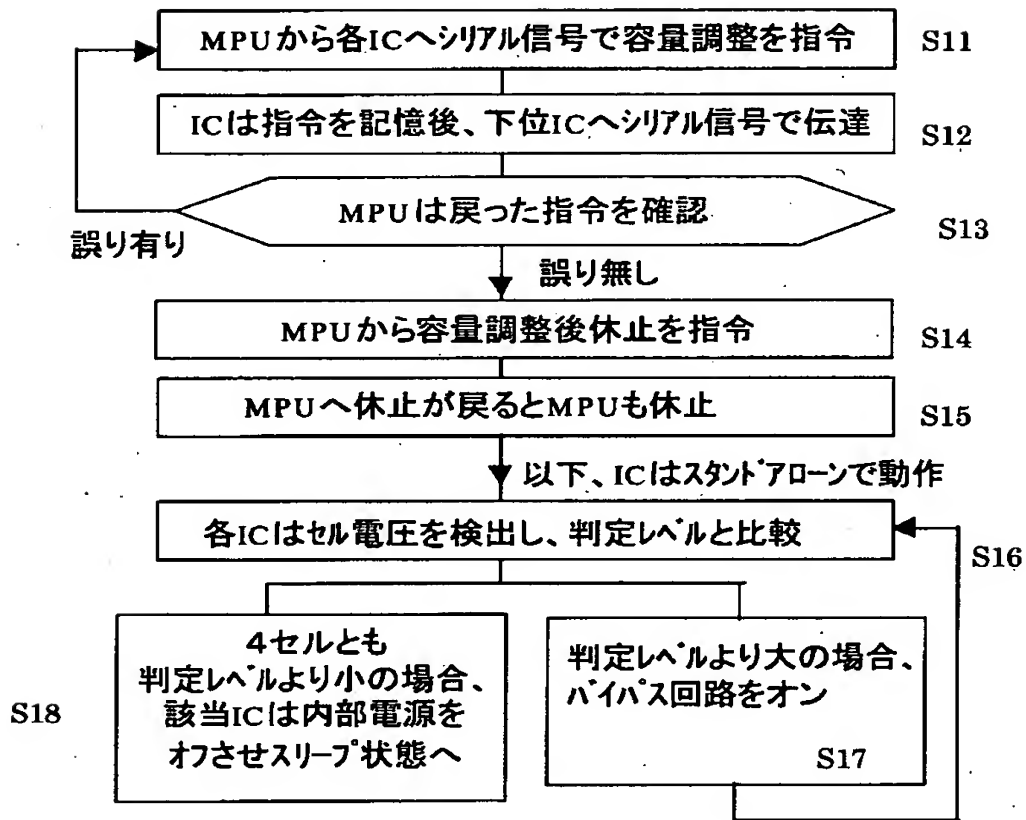 MPUから各ICへシリアル信号で容量調整を指令
S11
ICは指令を記憶後、下位ICへシリアル信号で伝達
S12
MPUは戻った指令を確認
S13
誤り有り
誤り無し
MPUから容量調整後休止を指令
S14
MPUへ休止が戻るとMPUも休止
S15
以下、ICはスタンドアローンで動作
各ICはセル電圧を検出し、判定レベルと比較
S16
4セルとも
判定レベルより小の場合、
該当ICは内部電源を
オフさせスリープ状態へ
S18
判定レベルより大の場合、
バイパス回路をオン
S17